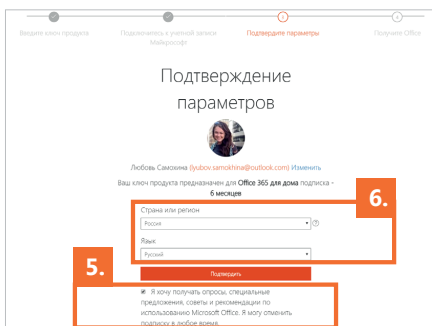 Введите ключ продукта
Подключитесь к учетной записи
Майкрософт
Подтвердите параметры
Получите Office
Подтверждение
параметров
Любовь Самохина (lyubov.samokhina@outlook.com) Изменить
Ваш ключ продукта предназначен для Office 365 для дома подписка -
6 месяцев
6.
Страна или регион
Россия
Язык
Русский
5.
Подтвердить
Я хочу получать опросы, специальные
предложения, советы и рекомендации по
использованию Microsoft Office. Я могу отменить
подписку в любое время.